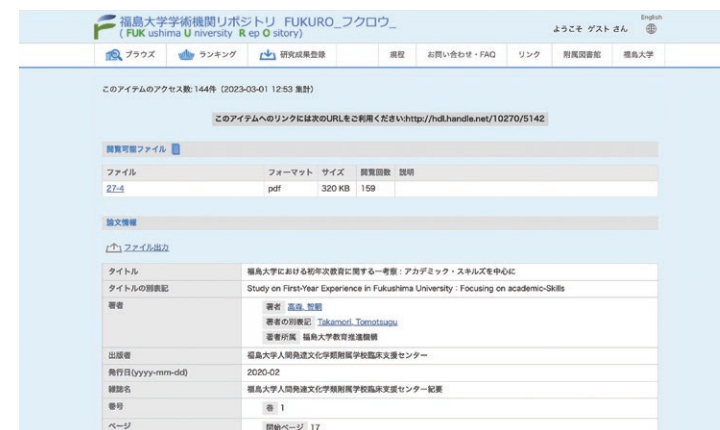 福島大学学術機関リポジトリ FUKURO_フクロウ_
( FUK ushima U niversity R ep O sitory)
English
ようこそ ゲスト さん
ブラウズ ランキング 研究成果登録 規程 お問い合わせ・FAQ リンク 附属図書館 福島大学
このアイテムのアクセス数:144件 (2023-03-01 12:53 集計)
このアイテムへのリンクには次のURLをご利用ください:http://hdl.handle.net/10270/5142
閲覧可能ファイル
ファイル フォーマット サイズ 閲覧回数 説明
27-4 pdf 320 KB 159
論文情報
ファイル出力
タイトル 福島大学における初年次教育に関する一考察 : アカデミック・スキルズを中心に
タイトルの別表記 Study on First-Year Experience in Fukushima University : Focusing on academic-Skills
著者 著者 高森, 智嗣
著者の別表記 Takamori, Tomotsugu
著者所属 福島大学教育推進機構
出版者 福島大学人間発達文化学類附属学校臨床支援センター
発行日(yyyy-mm-dd) 2020-02
雑誌名 福島大学人間発達文化学類附属学校臨床支援センター紀要
巻号 巻 1
ページ 開始ページ 17